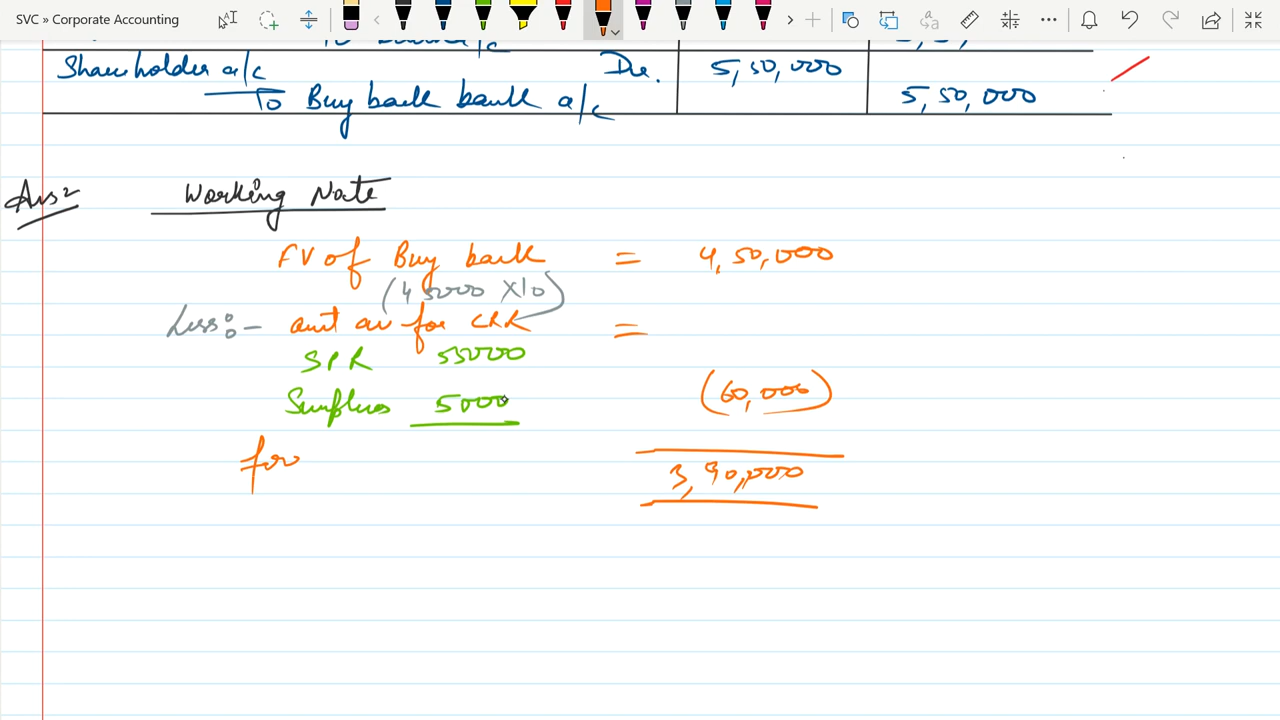 SVC » Corporate Accounting
Shareholder a/c Dr. 5,50,000
To Buy back bank a/c 5,50,000
Ans 2 Working Note
FV of Buy back = 4,50,000
(45000 X10)
Less:- amt av for CRR =
SPR 55000
Surplus 5000 (60,000)
for 3,90,000